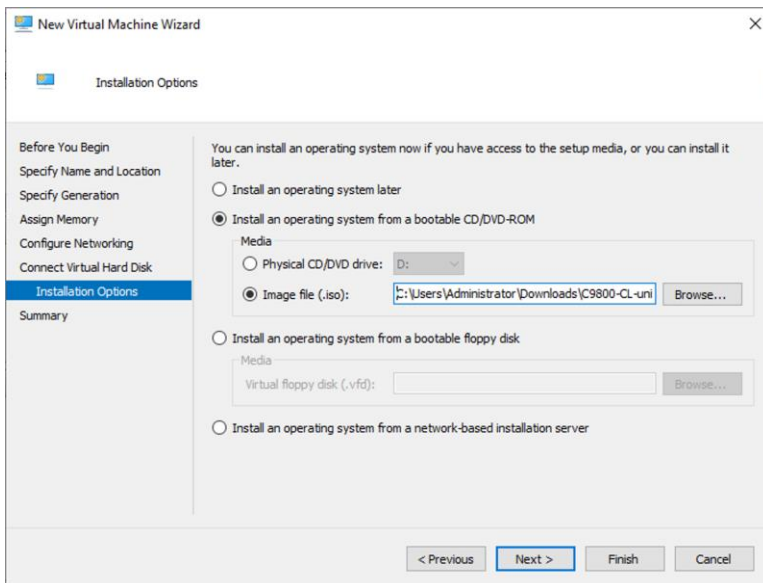 New Virtual Machine Wizard
Installation Options
Before You Begin
Specify Name and Location
Specify Generation
Assign Memory
Configure Networking
Connect Virtual Hard Disk
Installation Options
Summary
You can install an operating system now if you have access to the setup media, or you can install it
later.
Install an operating system later
Install an operating system from a bootable CD/DVD-ROM
Media
Physical CD/DVD drive: D:
Image file (.iso): C:\Users\Administrator\Downloads\C9800-CL-uni Browse...
Install an operating system from a bootable floppy disk
Media
Virtual floppy disk (.vfd): Browse...
Install an operating system from a network-based installation server
< Previous Next > Finish Cancel